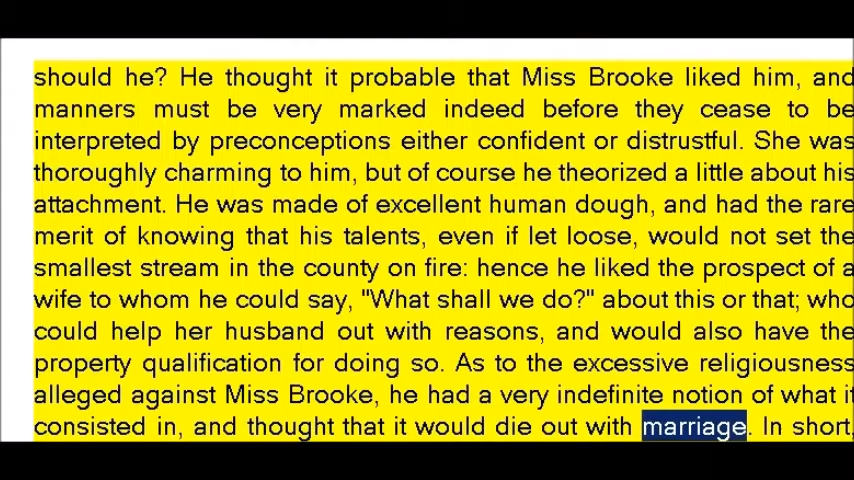 should he? He thought it probable that Miss Brooke liked him, and
manners must be very marked indeed before they cease to be
interpreted by preconceptions either confident or distrustful. She was
thoroughly charming to him, but of course he theorized a little about his
attachment. He was made of excellent human dough, and had the rare
merit of knowing that his talents, even if let loose, would not set the
smallest stream in the county on fire: hence he liked the prospect of a
wife to whom he could say, "What shall we do?" about this or that; who
could help her husband out with reasons, and would also have the
property qualification for doing so. As to the excessive religiousness
alleged against Miss Brooke, he had a very indefinite notion of what it
consisted in, and thought that it would die out with marriage. In short,